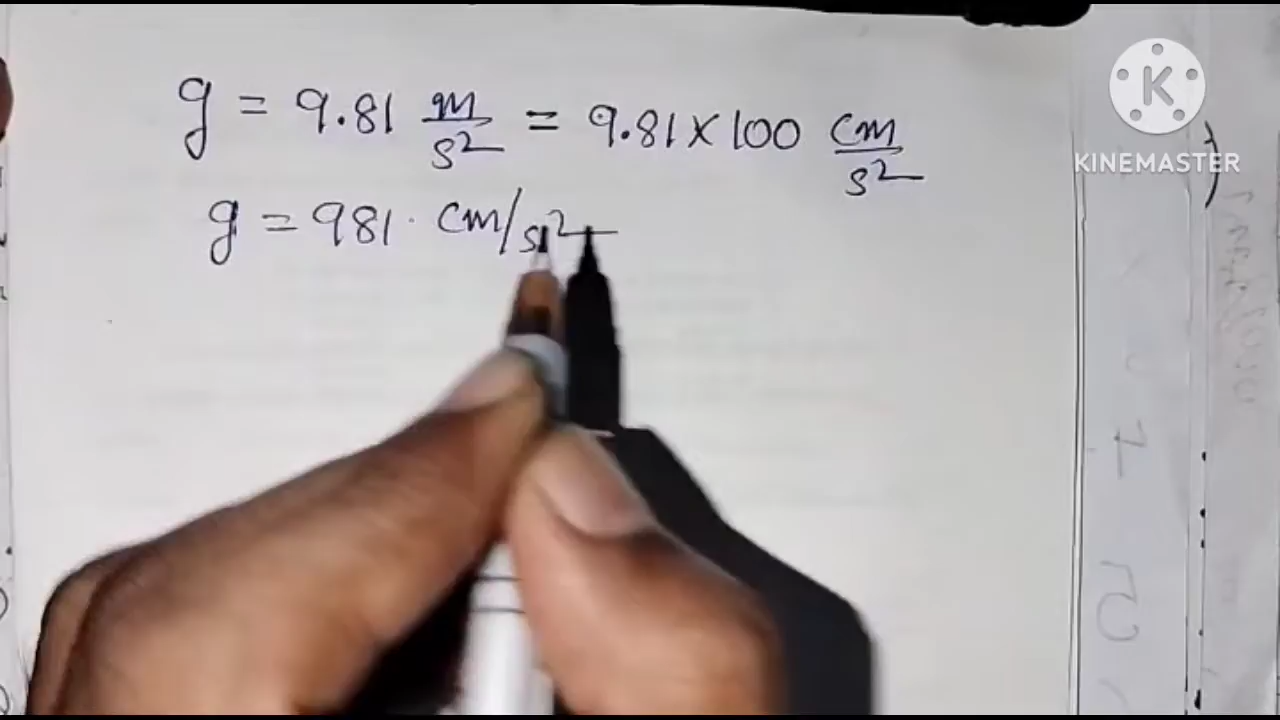 g = 9.81 m/s² = 9.81 × 100 cm/s²
g = 981. cm/s²
K
KINEMASTER